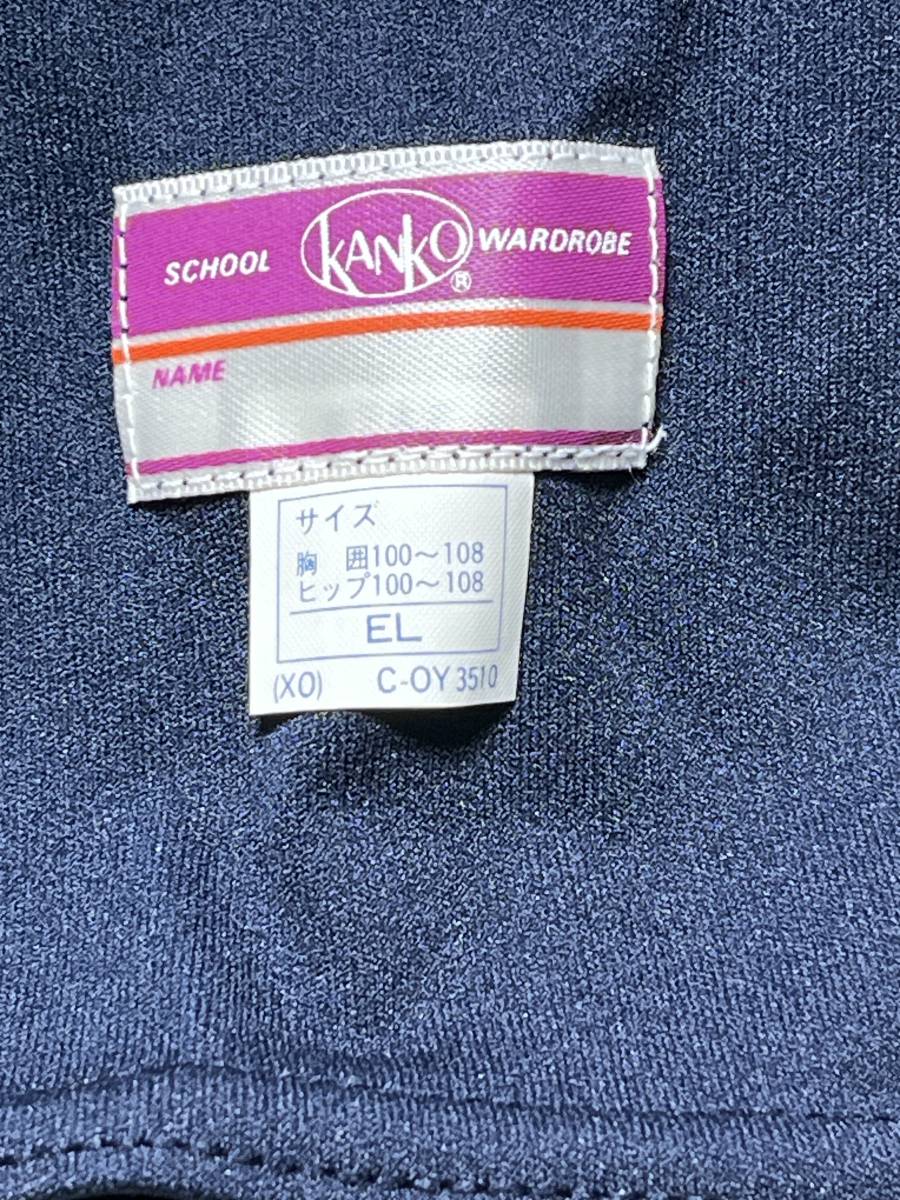 SCHOOL KANKO® WARDROBE
NAME
サイズ
胸 囲100〜108
ヒップ100〜108
EL
(XO) C-OY 3510